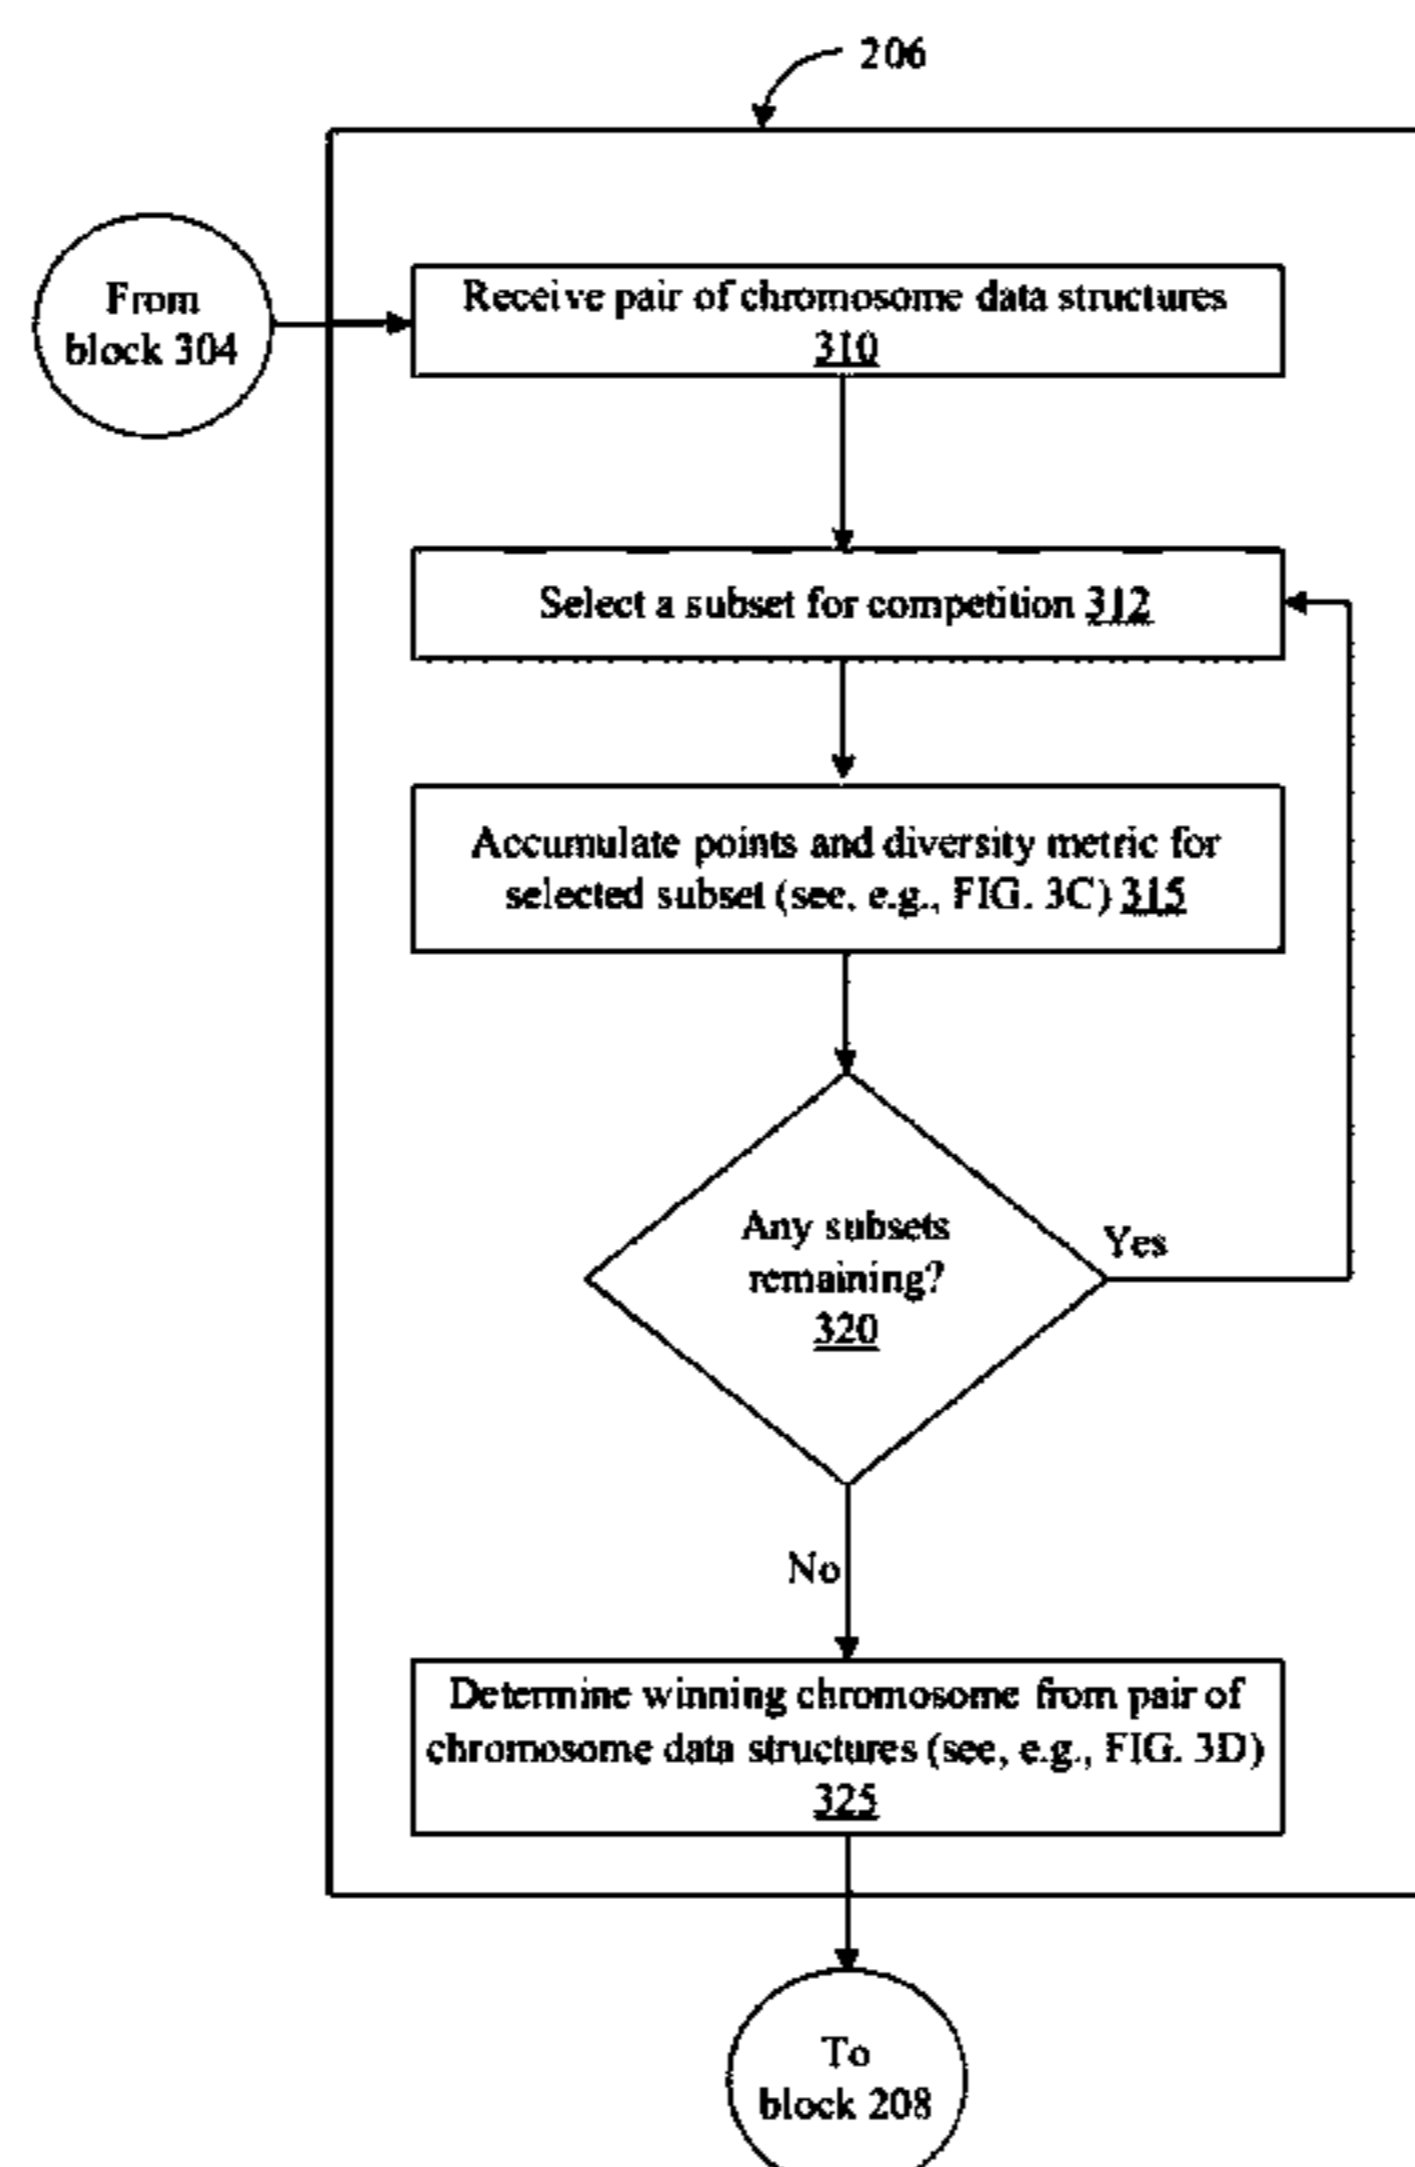 206
From
block 304
Receive pair of chromosome data structures
310
Select a subset for competition 312
Accumulate points and diversity metric for
selected subset (see, e.g., FIG. 3C) 315
Any subsets
remaining?
320
Yes
No
Determine winning chromosome from pair of
chromosome data structures (see, e.g., FIG. 3D)
325
To
block 208